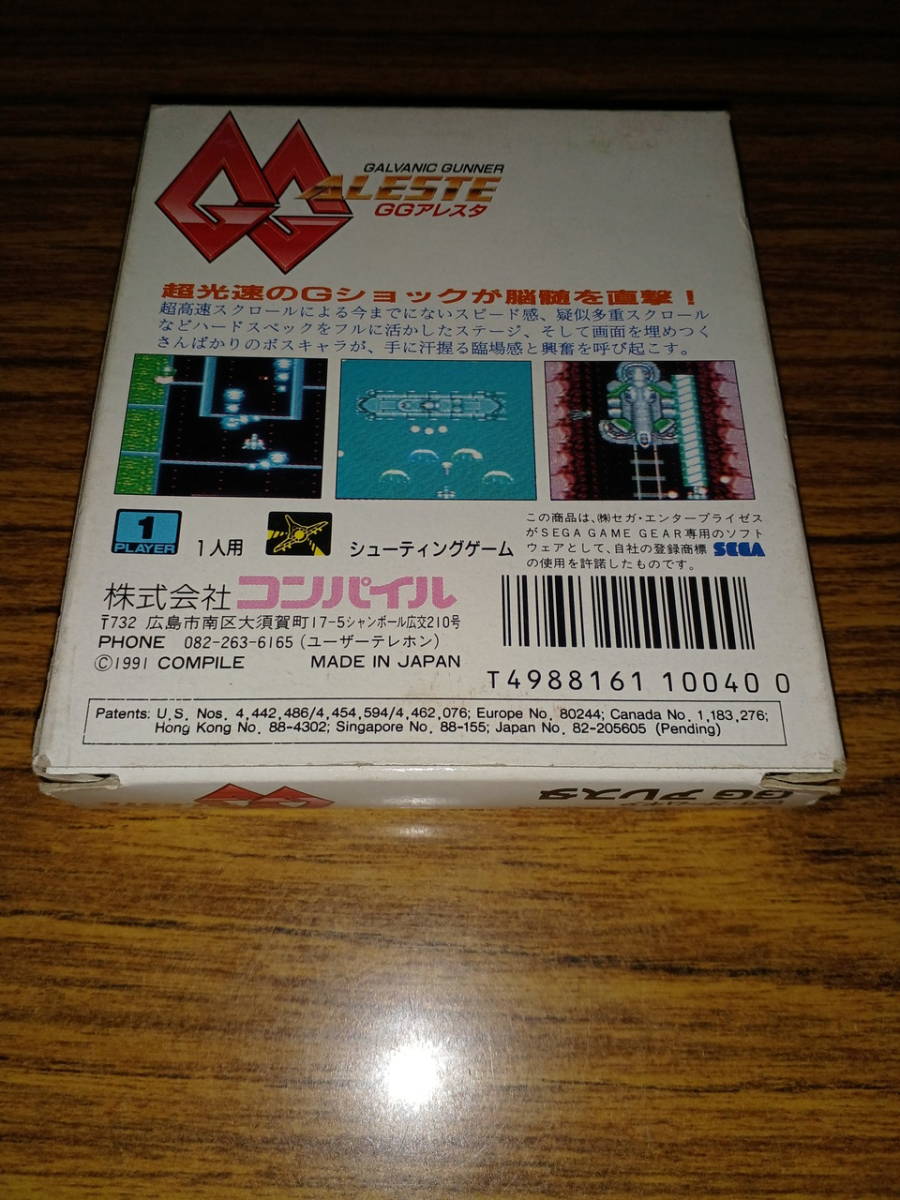 GG
GALVANIC GUNNER
ALESTE
GGアレスタ
超光速のGショックが脳髄を直撃!
超高速スクロールによる今までにないスピード感、疑似多重スクロール
などハードスペックをフルに活かしたステージ、そして画面を埋めつく
さんばかりのボスキャラが、手に汗握る臨場感と興奮を呼び起こす。
1
PLAYER
1人用
シューティングゲーム
この商品は、㈱セガ・エンタープライゼス
がSEGA GAME GEAR専用のソフト
ウェアとして、自社の登録商標 SEGA
の使用を許諾したものです。
株式会社コンパイル
〒732 広島市南区大須賀町17-5シャンボール広交210号
PHONE 082-263-6165 (ユーザーテレホン)
©1991 COMPILE MADE IN JAPAN
T4988161 10040 0
Patents: U.S. Nos. 4,442,486/4,454,594/4,462,076; Europe No. 80244; Canada No. 1,183,276;
Hong Kong No. 88-4302; Singapore No. 88-155; Japan No. 82-205605 (Pending)
GGアレスタ